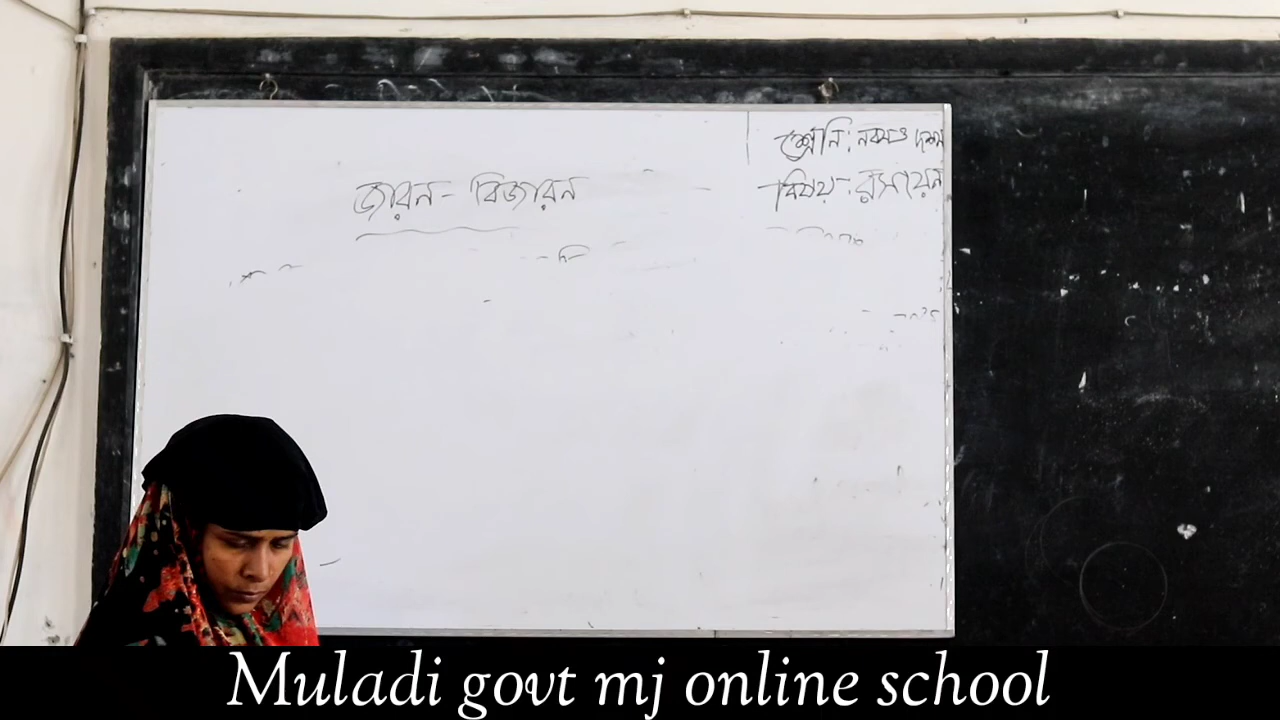 শ্রেনি: নবম ও দশম
জারন - বিজারন
বিষয় - রসায়ন
Muladi govt mj online school